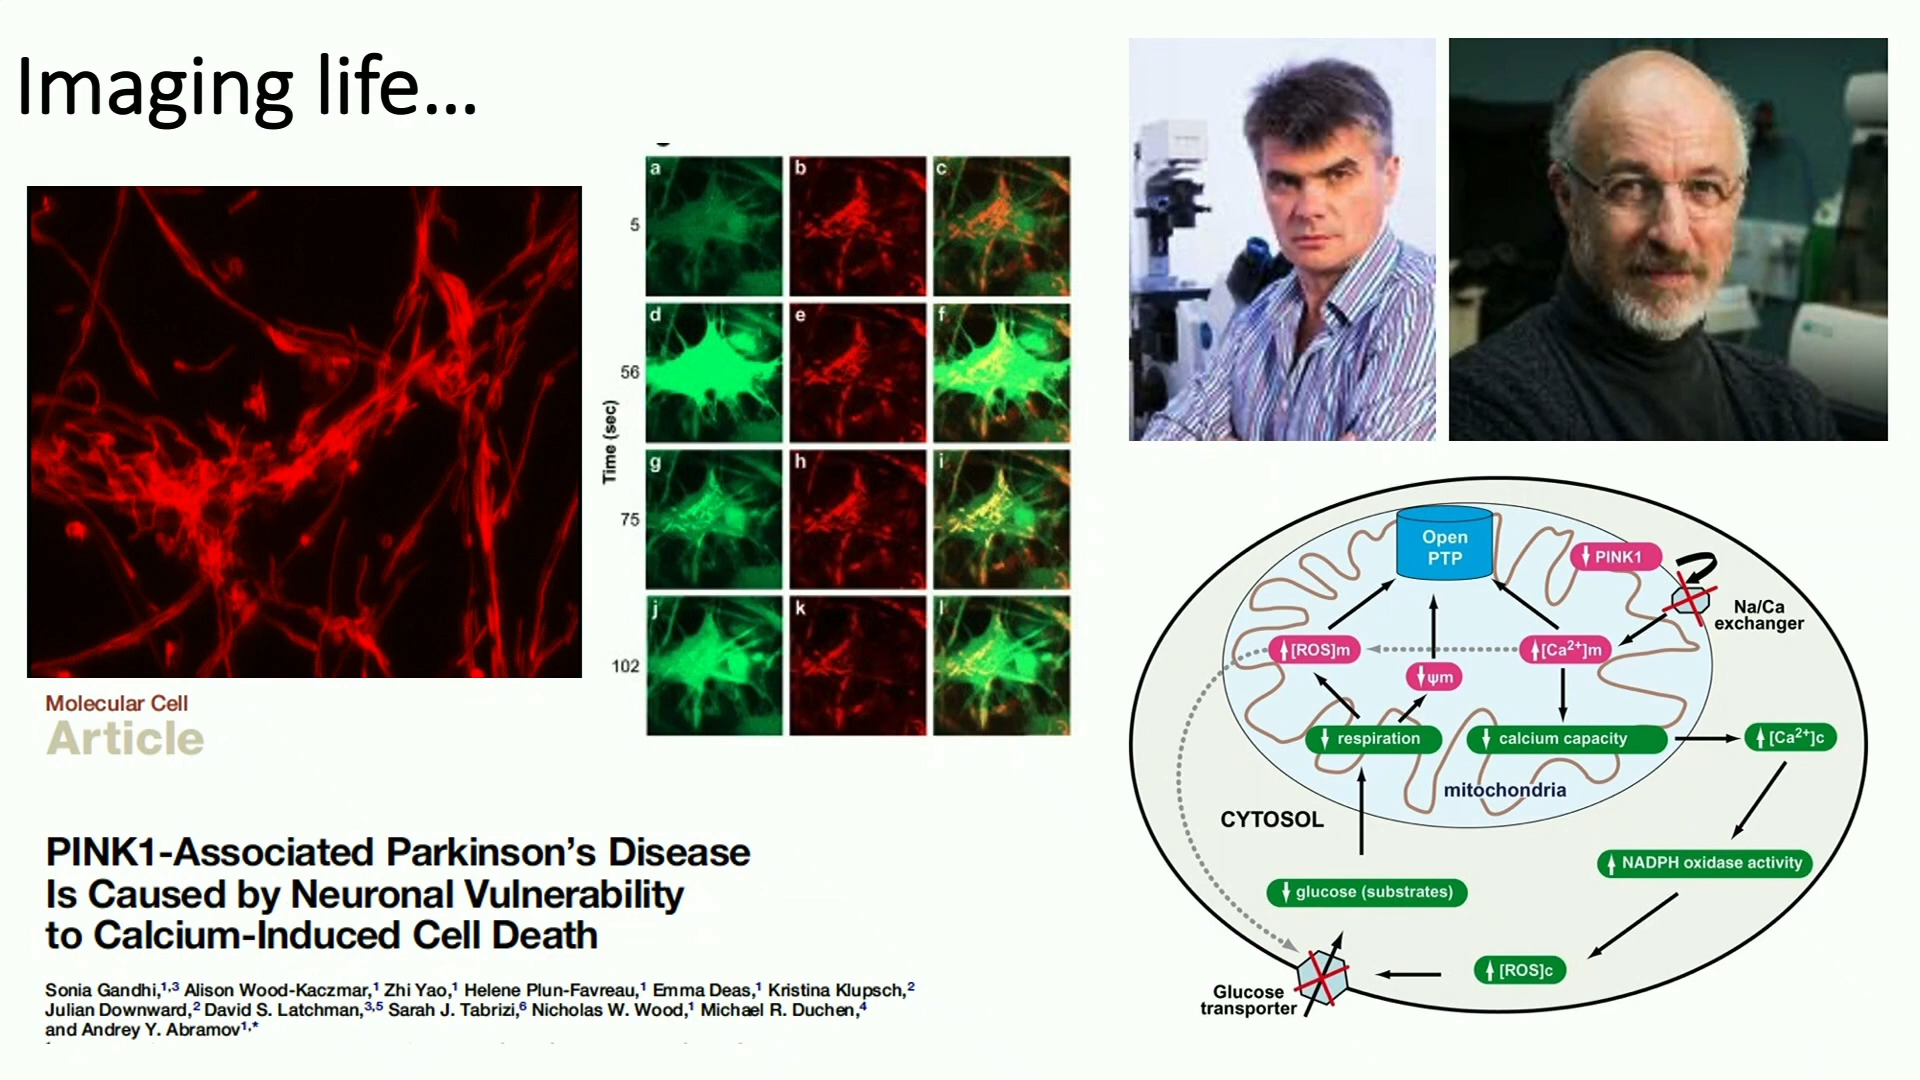 Imaging life...
a
b
c
5
d
e
f
56
g
h
i
75
j
k
l
102
Time (sec)
Molecular Cell
Article
PINK1-Associated Parkinson’s Disease
Is Caused by Neuronal Vulnerability
to Calcium-Induced Cell Death
Sonia Gandhi,1,3 Alison Wood-Kaczmar,1 Zhi Yao,1 Helene Plun-Favreau,1 Emma Deas,1 Kristina Klupsch,2
Julian Downward,2 David S. Latchman,3,5 Sarah J. Tabrizi,6 Nicholas W. Wood,1 Michael R. Duchen,4
and Andrey Y. Abramov1,*
Open
PTP
↓ PINK1
Na/Ca
exchanger
↑[ROS]m
↑[Ca2+]m
↓ψm
↓ respiration
↓ calcium capacity
↑[Ca2+]c
mitochondria
CYTOSOL
↑ NADPH oxidase activity
↓ glucose (substrates)
↑[ROS]c
Glucose
transporter